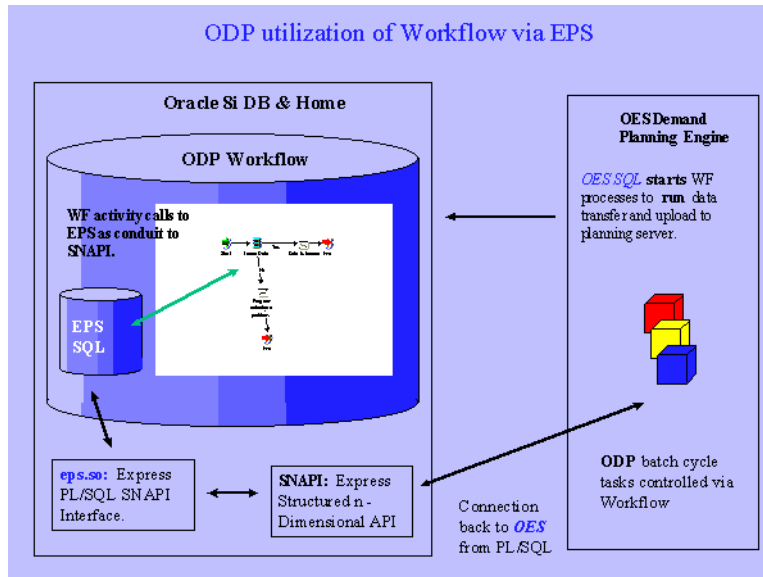 ODP utilization of Workflow via EPS
Oracle 8i DB & Home
ODP Workflow
WF activity calls to
EPS as conduit to
SNAPI.
Start
Yes
No
EPS
SQL
eps.so: Express
PL/SQL SNAPI
Interface.
SNAPI: Express
Structured n -
Dimensional API
OES Demand
Planning Engine
OES SQL starts WF
processes to run data
transfer and upload to
planning server.
ODP batch cycle
tasks controlled via
Workflow
Connection
back to OES
from PL/SQL